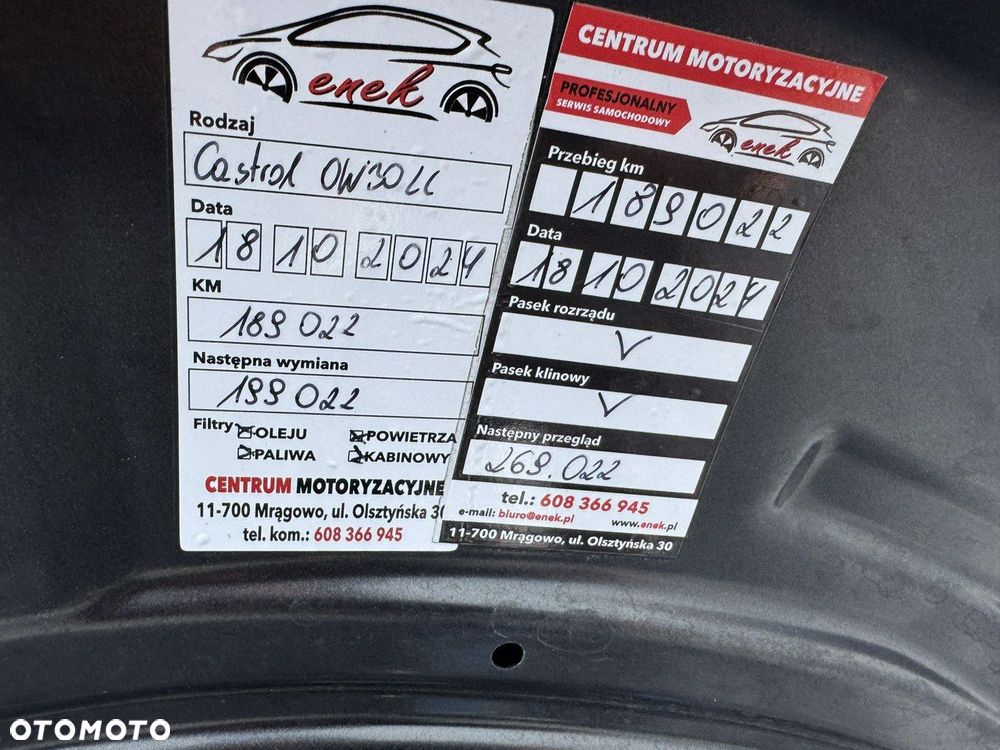 enek
Rodzaj
Castrol 0W30 LL
Data
18 10 2024
KM
189 022
Następna wymiana
199 022
Filtry
OLEJU
POWIETRZA
PALIWA
KABINOWY
CENTRUM MOTORYZACYJNE
11-700 Mrągowo, ul. Olsztyńska 30
tel. kom.: 608 366 945
CENTRUM MOTORYZACYJNE
PROFESJONALNY
SERWIS SAMOCHODOWY
enek
Przebieg km
189022
Data
18 10 2024
Pasek rozrządu
✓
Pasek klinowy
✓
Następny przegląd
269.022
tel.: 608 366 945
e-mail: biuro@enek.pl www.enek.pl
11-700 Mrągowo, ul. Olsztyńska 30
OTOMOTO